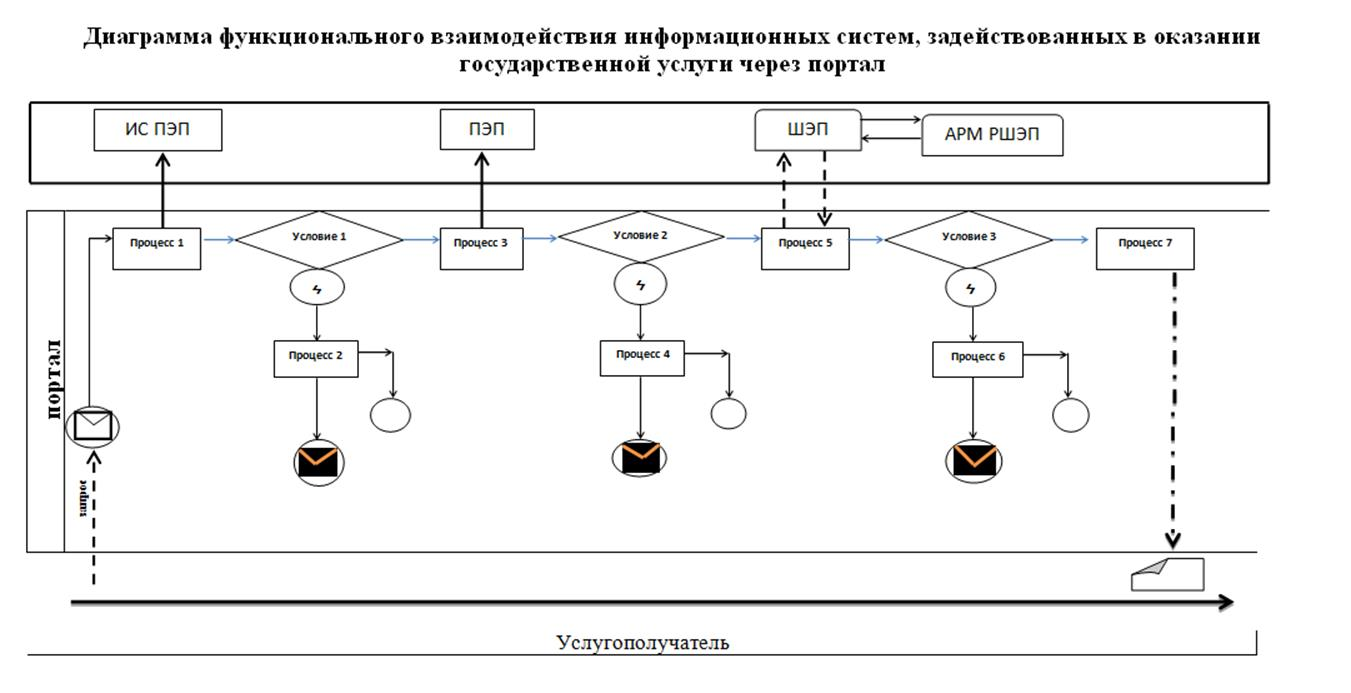 Диаграмма функционального взаимодействия информационных систем, задействованных в оказании
государственной услуги через портал
ИС ПЭП
ПЭП
ШЭП
АРМ РШЭП
Процесс 1
Условие 1
Процесс 3
Условие 2
Процесс 5
Условие 3
Процесс 7
Процесс 2
Процесс 4
Процесс 6
портал
запрос
Услугополучатель